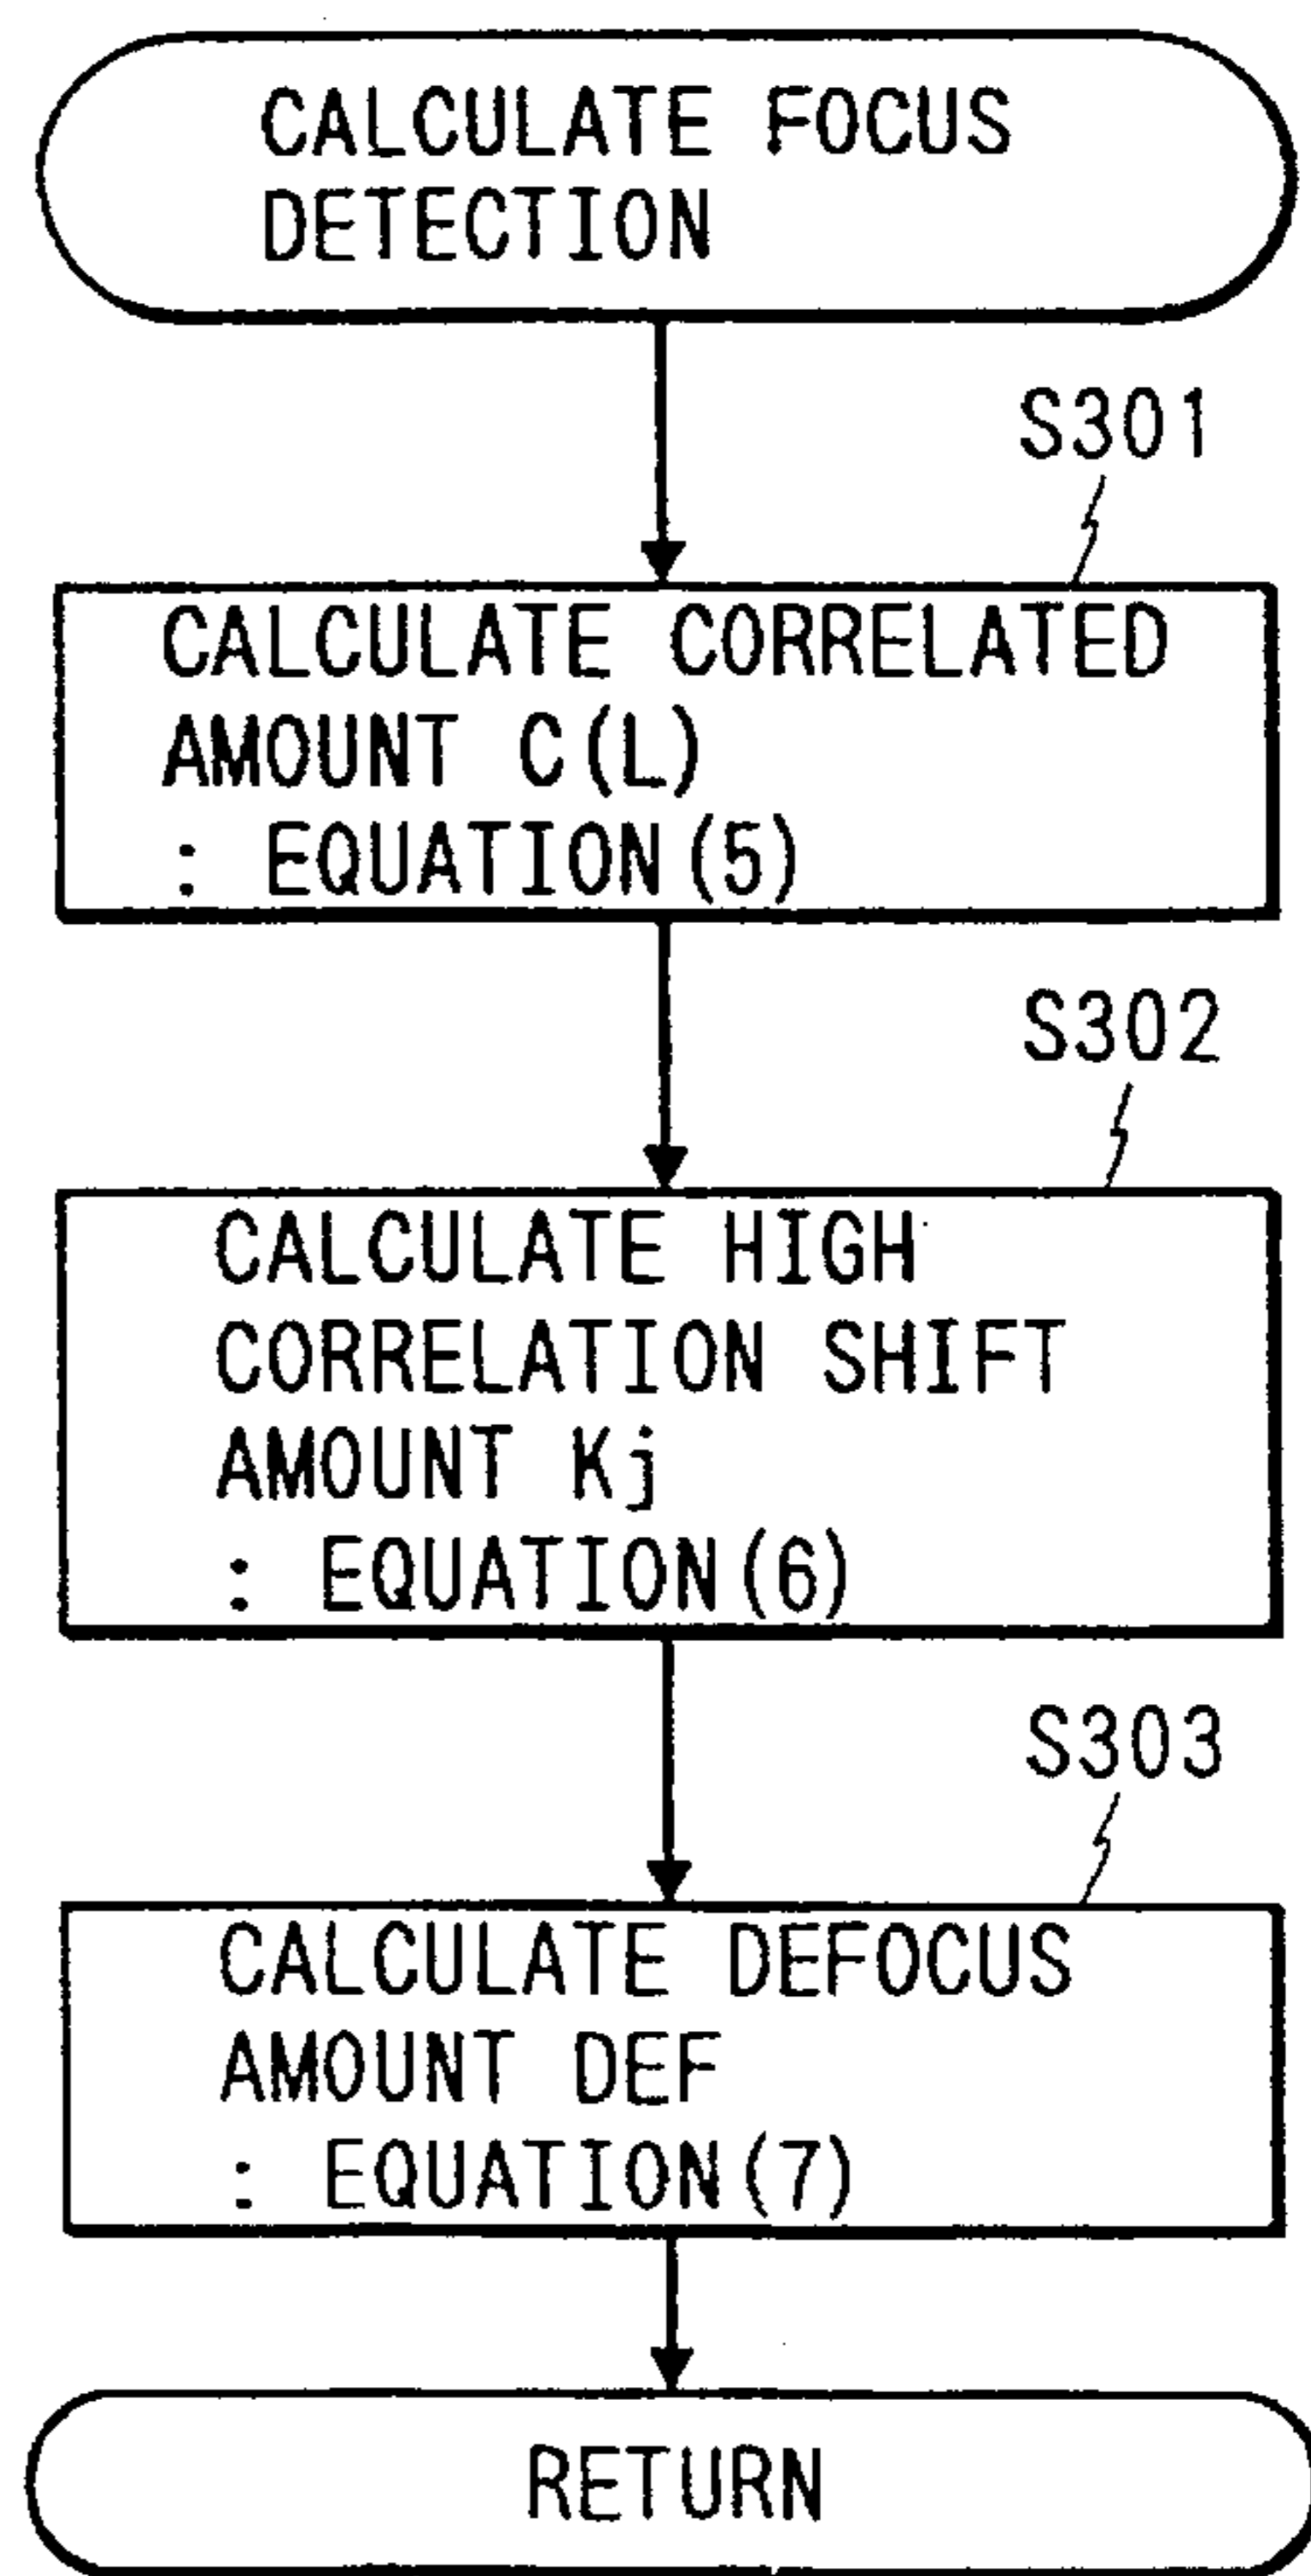 CALCULATE FOCUS
DETECTION
S301
CALCULATE CORRELATED
AMOUNT C(L)
: EQUATION(5)
S302
CALCULATE HIGH
CORRELATION SHIFT
AMOUNT Kj
: EQUATION(6)
S303
CALCULATE DEFOCUS
AMOUNT DEF
: EQUATION(7)
RETURN